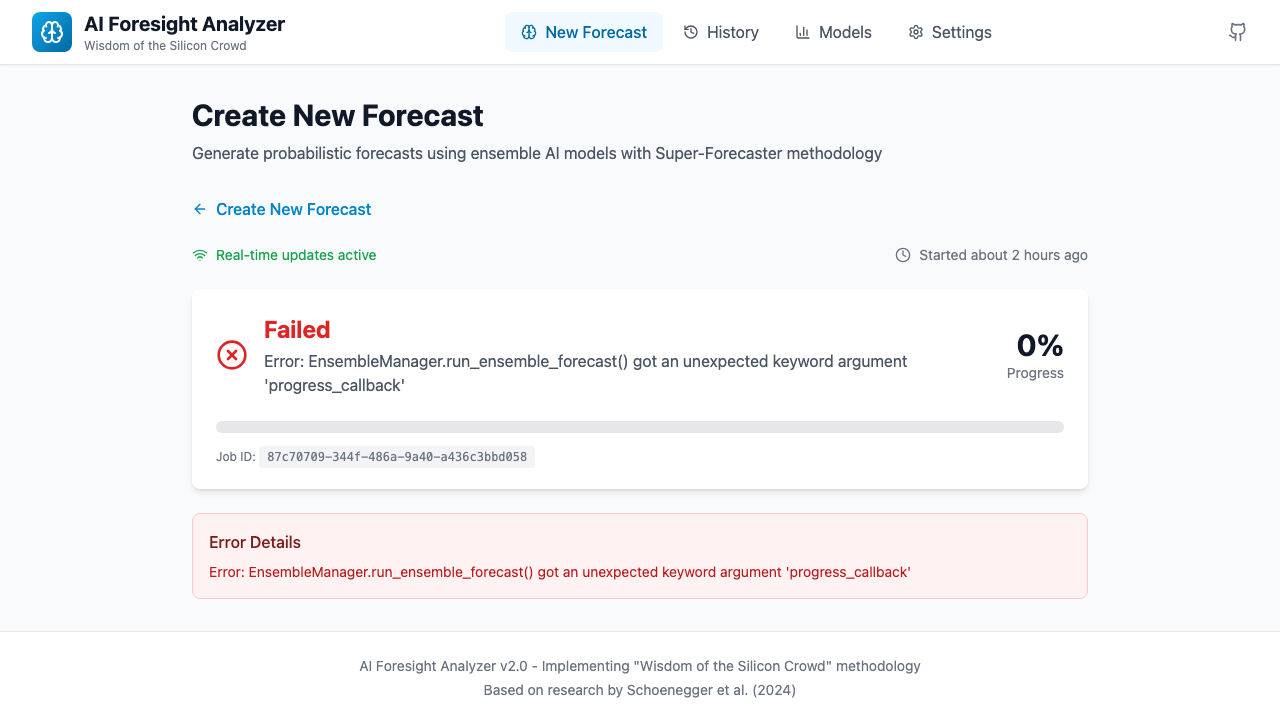 AI Foresight Analyzer
Wisdom of the Silicon Crowd
New Forecast
History
Models
Settings
Create New Forecast
Generate probabilistic forecasts using ensemble AI models with Super-Forecaster methodology
Create New Forecast
Real-time updates active
Started about 2 hours ago
Failed
Error: EnsembleManager.run_ensemble_forecast() got an unexpected keyword argument
'progress_callback'
0%
Progress
Job ID: 87c70709-344f-486a-9a40-a436c3bbd058
Error Details
Error: EnsembleManager.run_ensemble_forecast() got an unexpected keyword argument 'progress_callback'
AI Foresight Analyzer v2.0 - Implementing "Wisdom of the Silicon Crowd" methodology
Based on research by Schoenegger et al. (2024)